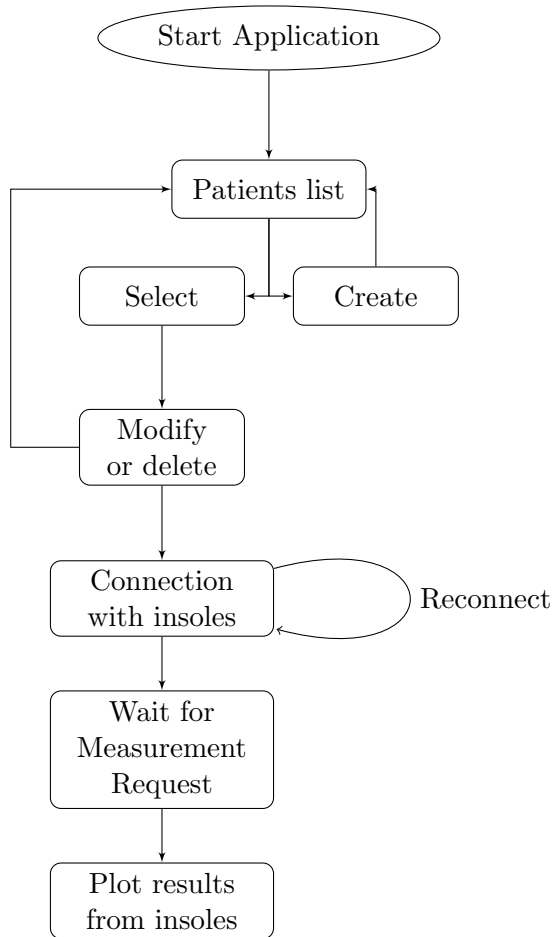 Start Application
Patients list
Select
Create
Modify
or delete
Connection
with insoles
Reconnect
Wait for
Measurement
Request
Plot results
from insoles